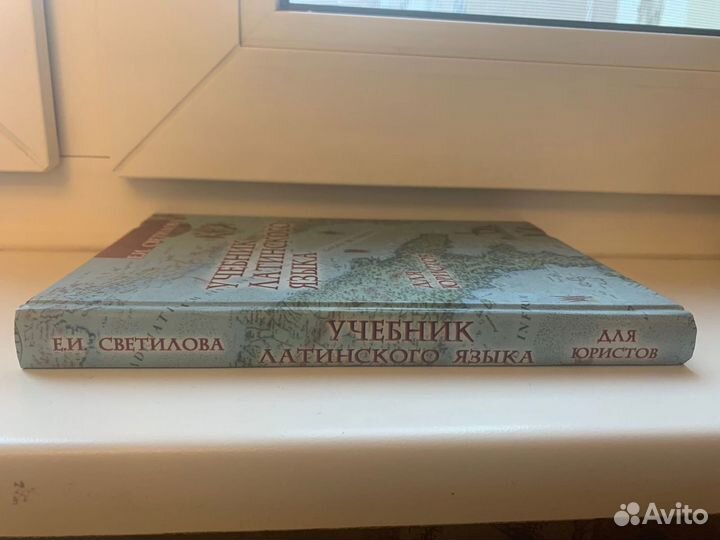 УЧЕБНИК
ЛАТИНСКОГО
ЯЗЫКА
ДЛЯ
ЮРИСТОВ
Е.И. СВЕТИЛОВА
УЧЕБНИК
ЛАТИНСКОГО ЯЗЫКА
ДЛЯ
ЮРИСТОВ
Avito